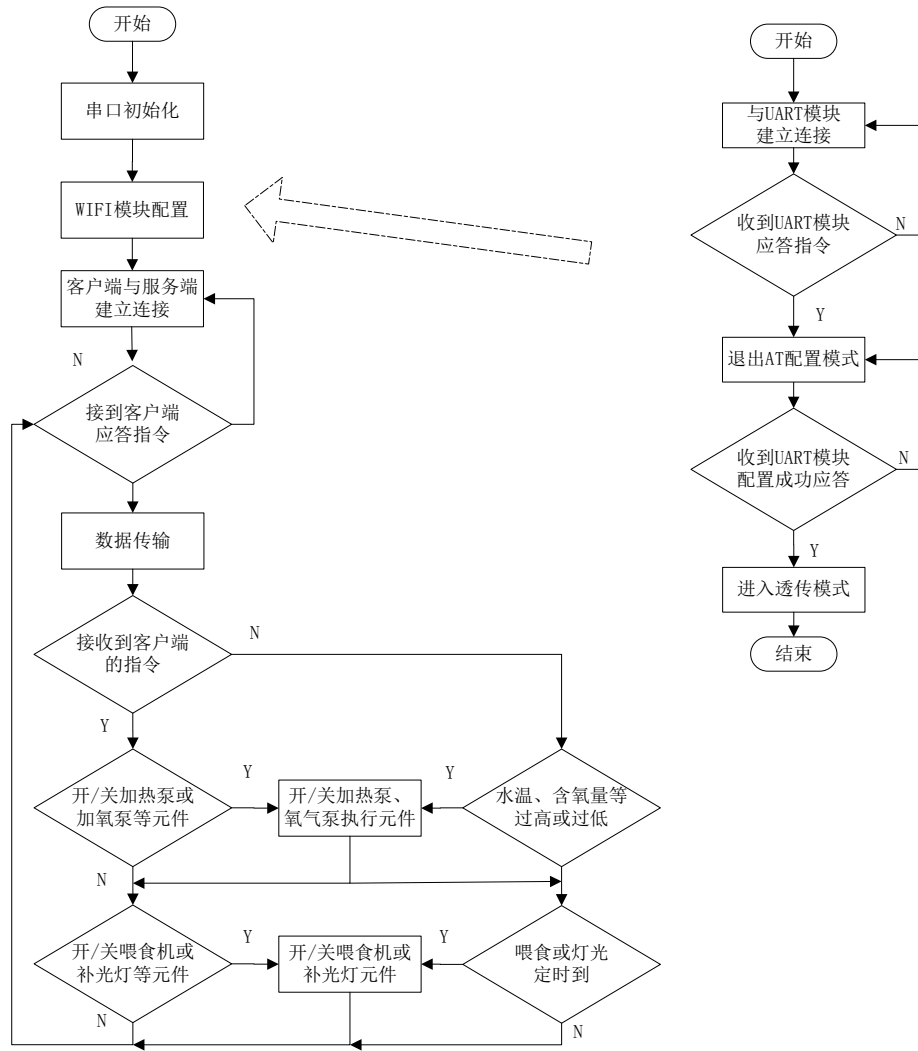 开始
串口初始化
WIFI模块配置
客户端与服务端
建立连接
N
接到客户端
应答指令
数据传输
接收到客户端
的指令
N
Y
开/关加热泵或
加氧泵等元件
Y
开/关加热泵、
氧气泵执行元件
Y
水温、含氧量等
过高或过低
N
开/关喂食机或
补光灯等元件
Y
开/关喂食机或
补光灯元件
Y
喂食或灯光
定时到
N
N
开始
与UART模块
建立连接
收到UART模块
应答指令
N
Y
退出AT配置模式
收到UART模块
配置成功应答
N
Y
进入透传模式
结束